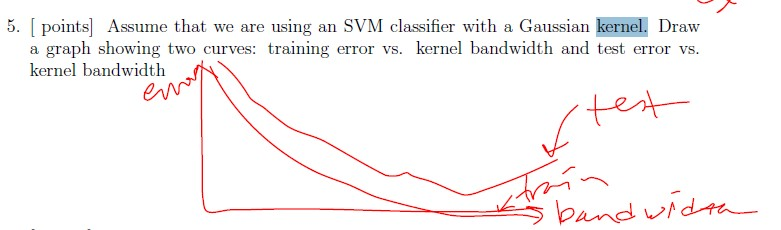 5. [ points] Assume that we are using an SVM classifier with a Gaussian kernel. Draw
a graph showing two curves: training error vs. kernel bandwidth and test error vs.
kernel bandwidth
error
test
train
bandwidth